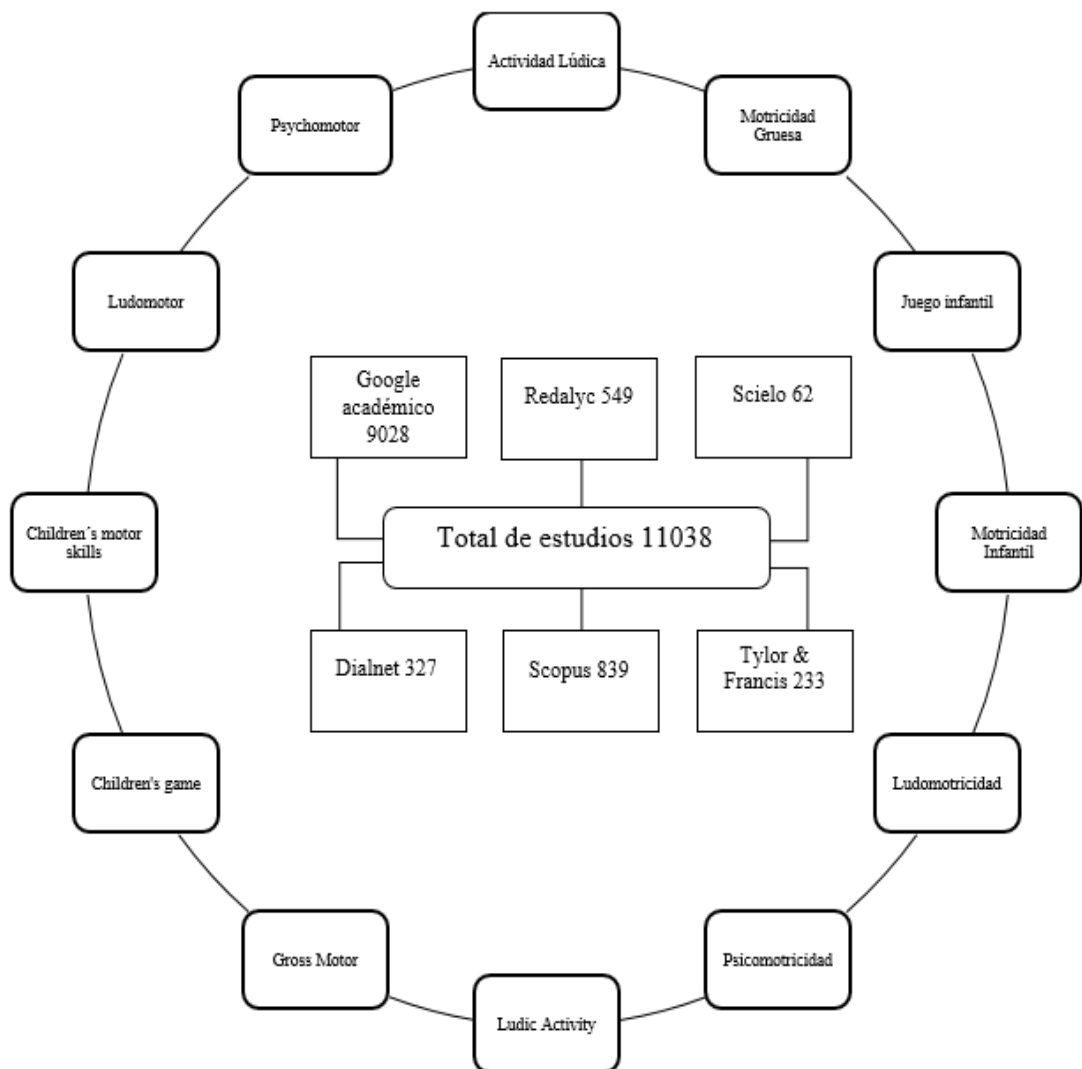 Actividad Lúdica
Motricidad
Gruesa
Juego infantil
Motricidad
Infantil
Ludomotricidad
Psicomotricidad
Ludic Activity
Gross Motor
Children's game
Children´s motor
skills
Ludomotor
Psychomotor
Google
académico
9028
Redalyc 549
Scielo 62
Total de estudios 11038
Dialnet 327
Scopus 839
Tylor &
Francis 233